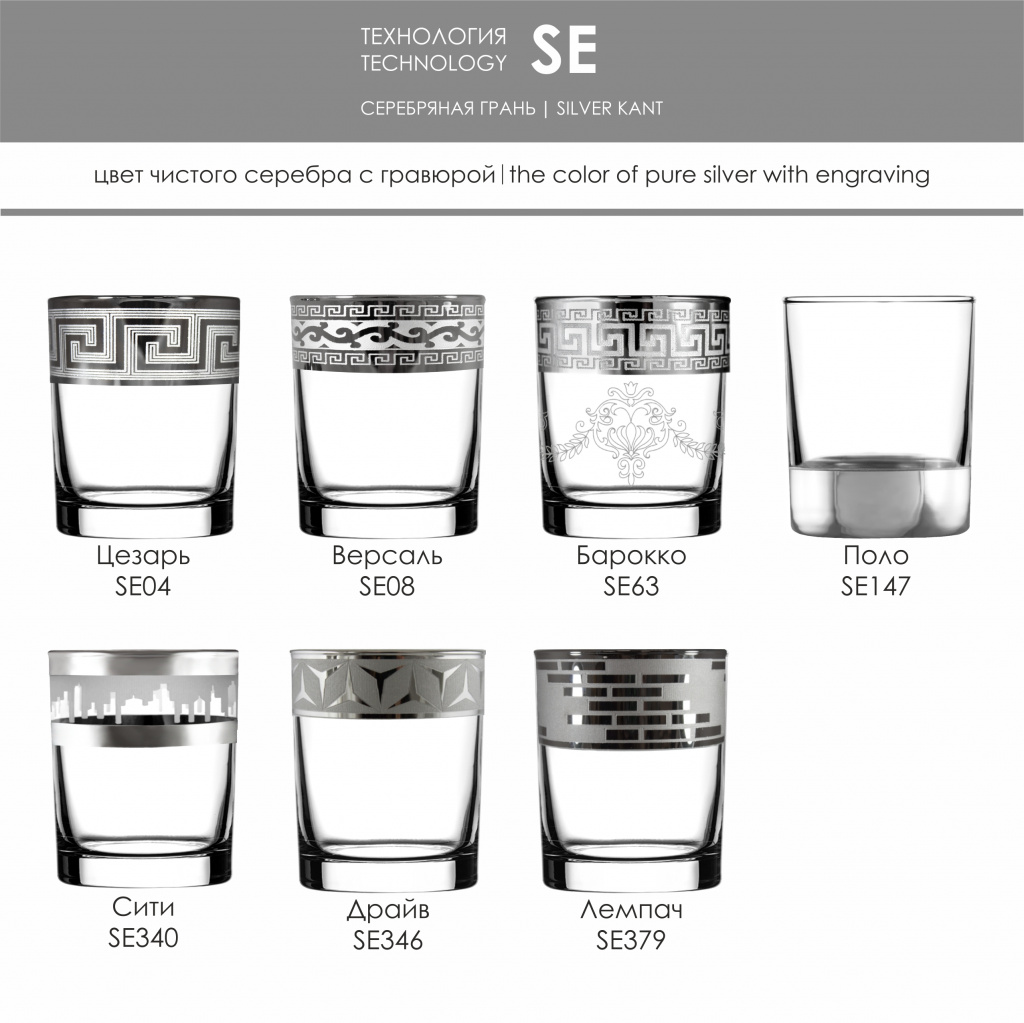 ТЕХНОЛОГИЯ
TECHNOLOGY
SE
СЕРЕБРЯНАЯ ГРАНЬ | SILVER KANT
цвет чистого серебра с гравюрой | the color of pure silver with engraving
Цезарь
SE04
Версаль
SE08
Барокко
SE63
Поло
SE147
Сити
SE340
Драйв
SE346
Лемпач
SE379